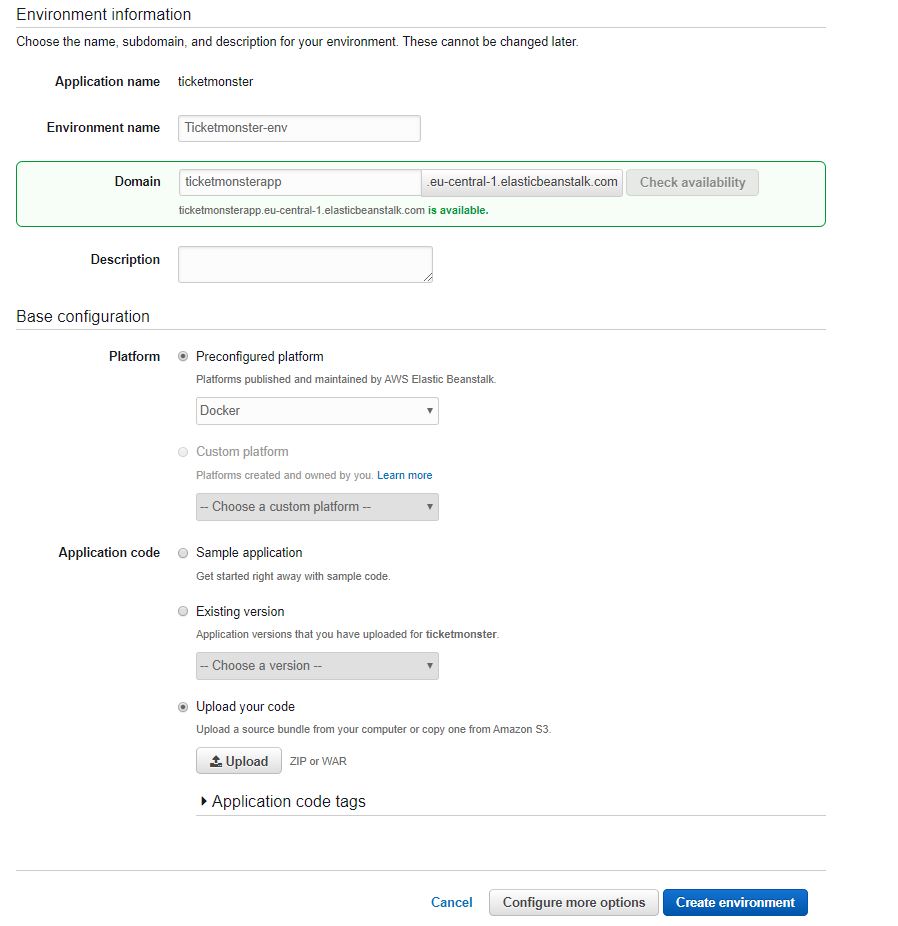 Environment information
Choose the name, subdomain, and description for your environment. These cannot be changed later.
Application name ticketmonster
Environment name Ticketmonster-env
Domain ticketmonsterapp .eu-central-1.elasticbeanstalk.com Check availability
ticketmonsterapp.eu-central-1.elasticbeanstalk.com is available.
Description
Base configuration
Platform Preconfigured platform
Platforms published and maintained by AWS Elastic Beanstalk.
Docker
Custom platform
Platforms created and owned by you. Learn more
-- Choose a custom platform --
Application code Sample application
Get started right away with sample code.
Existing version
Application versions that you have uploaded for ticketmonster.
-- Choose a version --
Upload your code
Upload a source bundle from your computer or copy one from Amazon S3.
Upload ZIP or WAR
Application code tags
Cancel Configure more options Create environment